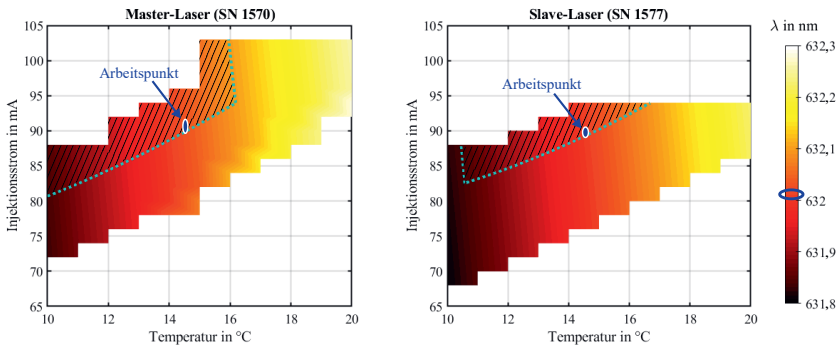 Master-Laser (SN 1570)
105
100
95
90
85
80
75
70
65
Injektionsstrom in mA
Arbeitspunkt
10 12 14 16 18 20
Temperatur in °C
Slave-Laser (SN 1577)
105
100
95
90
85
80
75
70
65
Injektionsstrom in mA
Arbeitspunkt
10 12 14 16 18 20
Temperatur in °C
λ in nm
632,3
632,2
632,1
632
631,9
631,8